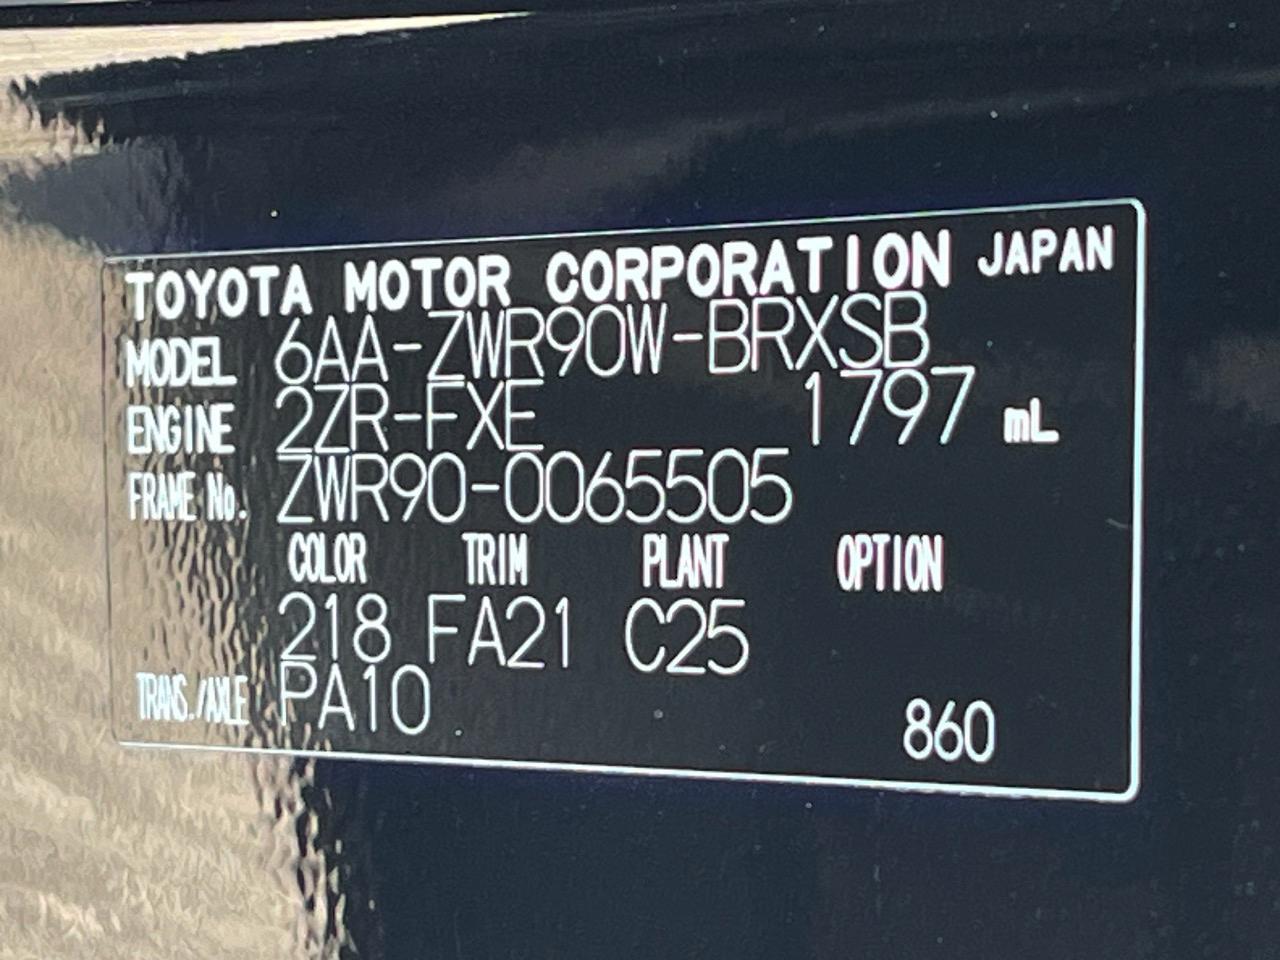 TOYOTA MOTOR CORPORATION JAPAN
MODEL 6AA-ZWR90W-BRXSB
ENGINE 2ZR-FXE 1797 mL
FRAME No. ZWR90-0065505
COLOR TRIM PLANT OPTION
218 FA21 C25
TRANS./AXLE PA10
860